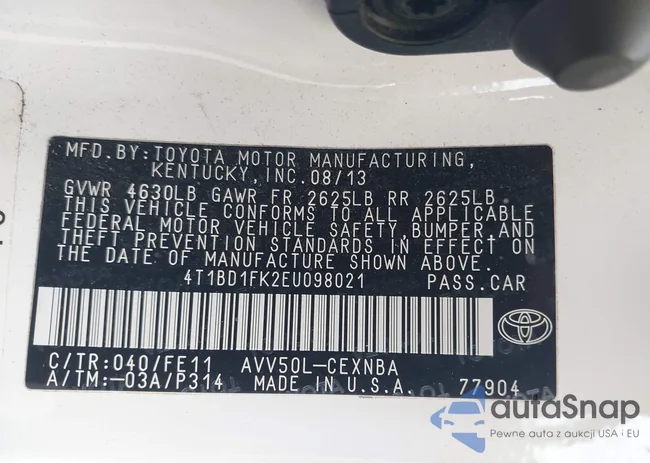 MFD. BY: TOYOTA MOTOR MANUFACTURING,
KENTUCKY, INC. 08/13
GVWR 4630LB GAWR FR 2625LB RR 2625LB
THIS VEHICLE CONFORMS TO ALL APPLICABLE
FEDERAL MOTOR VEHICLE SAFETY, BUMPER, AND
THEFT PREVENTION STANDARDS IN EFFECT ON
THE DATE OF MANUFACTURE SHOWN ABOVE.
4T1BD1FK2EU098021 PASS. CAR
C/TR: 040/FE11 AVV50L-CEXNBA
A/TM: -03A/P314 MADE IN U.S.A. 77904
autaSnap
Pewne auta z aukcji USA i EU